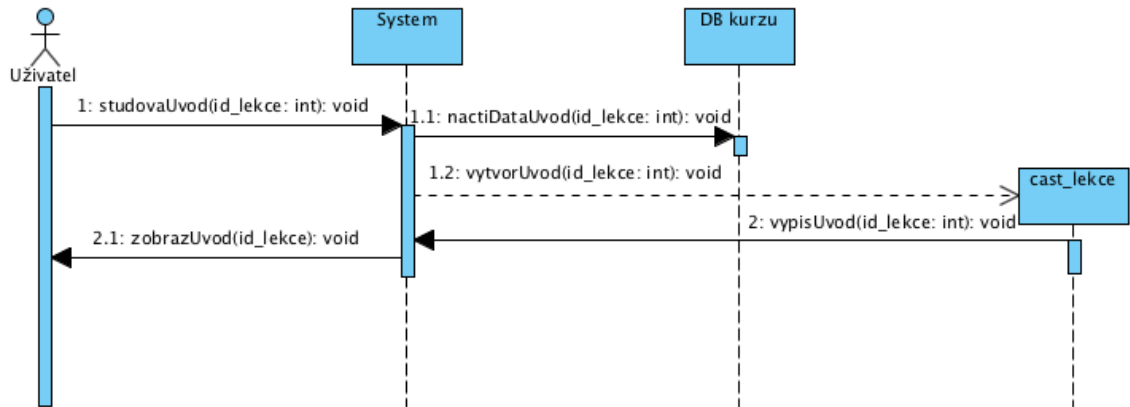 System
DB kurzu
Uživatel
1: studovaUvod(id_lekce: int): void
1.1: nactiDataUvod(id_lekce: int): void
1.2: vytvorUvod(id_lekce: int): void
cast_lekce
2: vypisUvod(id_lekce: int): void
2.1: zobrazUvod(id_lekce): void